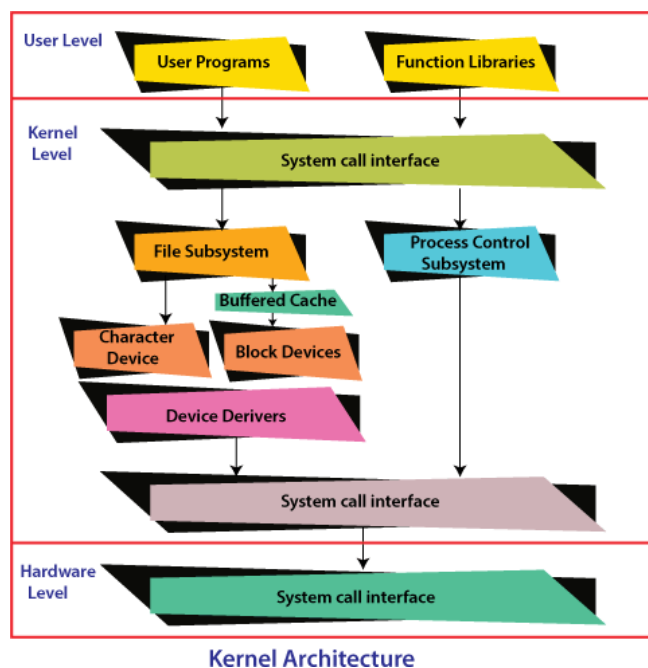 User Level
User Programs
Function Libraries
Kernel
Level
System call interface
File Subsystem
Process Control
Subsystem
Buffered Cache
Character
Device
Block Devices
Device Derivers
System call interface
Hardware
Level
System call interface
Kernel Architecture